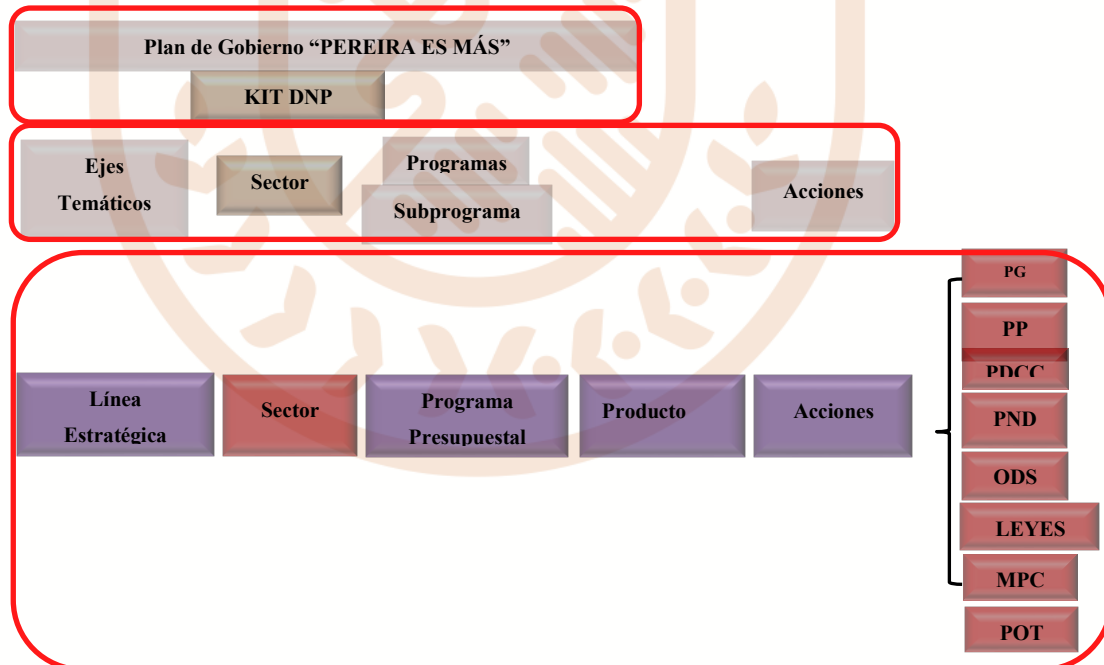 Plan de Gobierno “PEREIRA ES MÁS”
KIT DNP
Ejes
Temáticos
Sector
Programas
Subprograma
Acciones
Línea
Estratégica
Sector
Programa
Presupuestal
Producto
Acciones
PG
PP
PDCC
PND
ODS
LEYES
MPC
POT